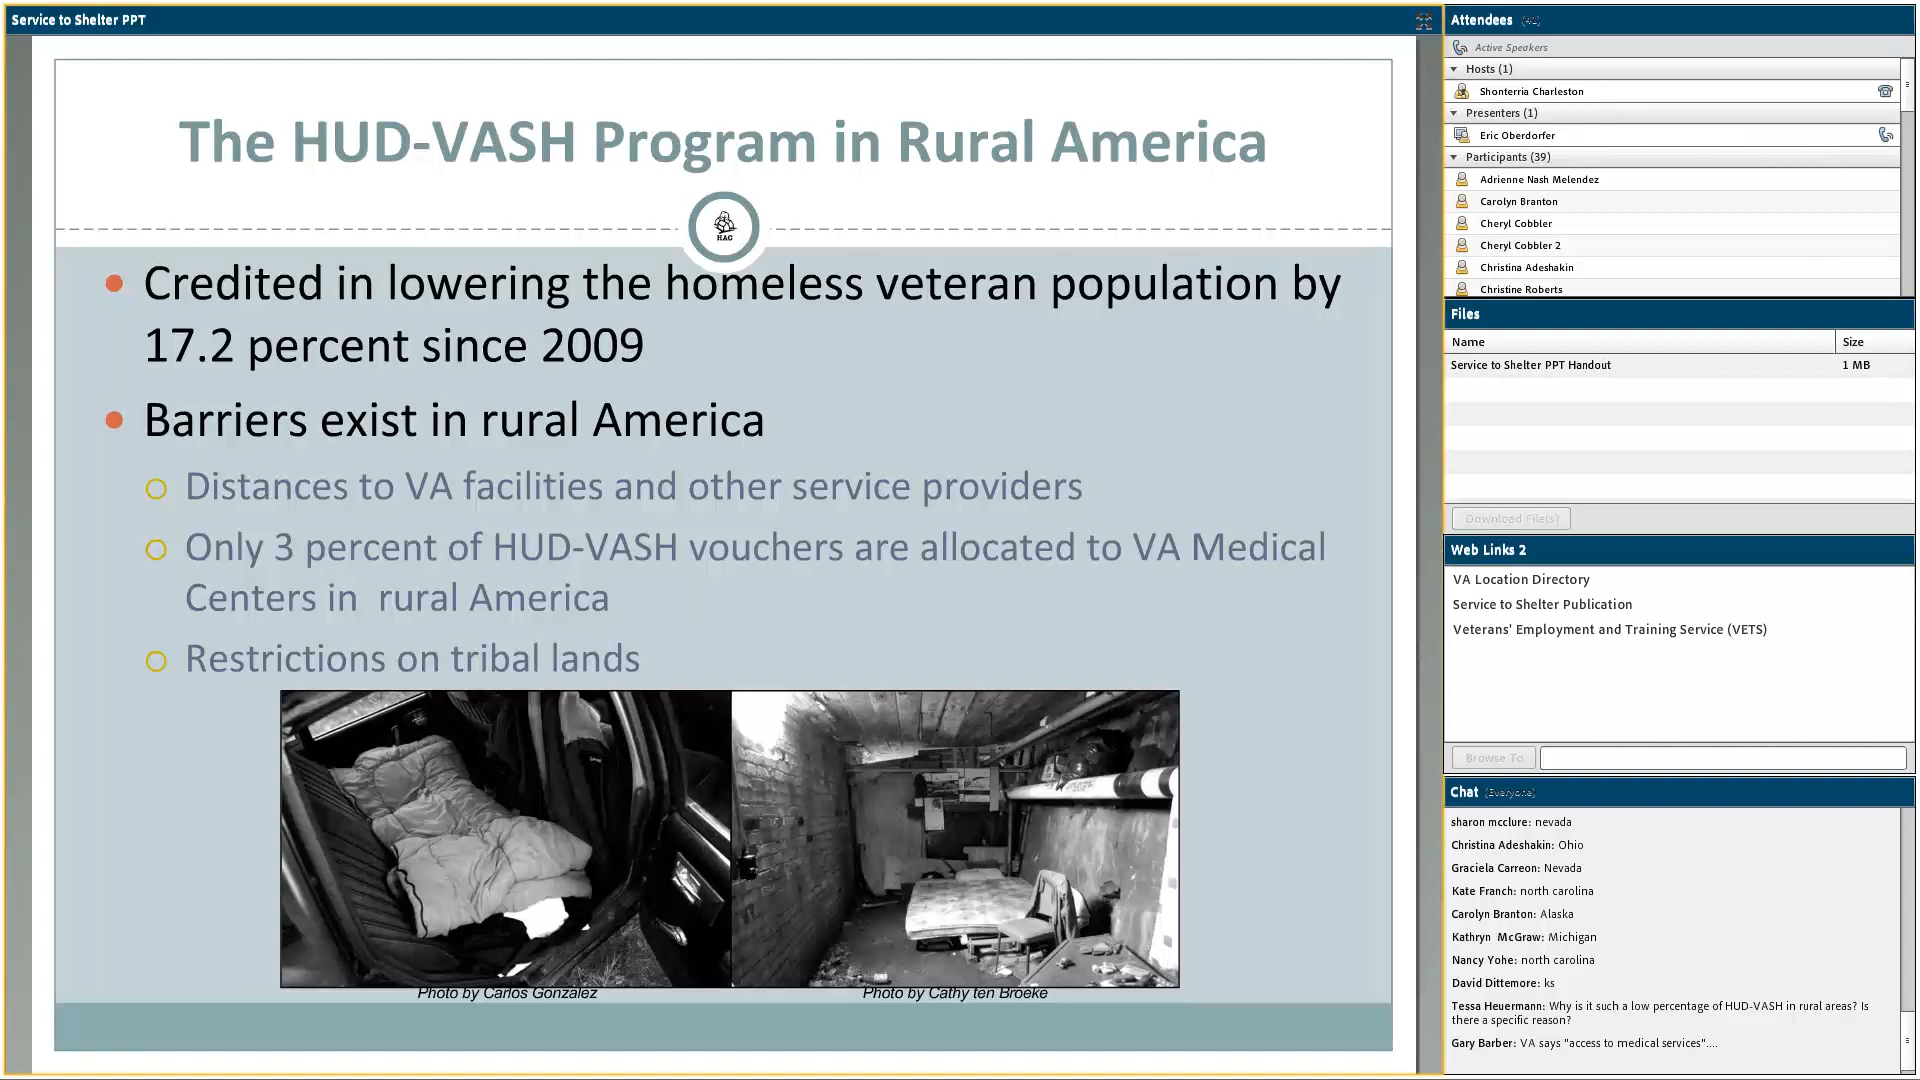 Service to Shelter PPT
The HUD-VASH Program in Rural America
HAC
Credited in lowering the homeless veteran population by
17.2 percent since 2009
Barriers exist in rural America
Distances to VA facilities and other service providers
Only 3 percent of HUD-VASH vouchers are allocated to VA Medical
Centers in  rural America
Restrictions on tribal lands
Photo by Carlos Gonzalez
Photo by Cathy ten Broeke
Attendees (41)
Active Speakers
Hosts (1)
Shonterria Charleston
Presenters (1)
Eric Oberdorfer
Participants (39)
Adrienne Nash Melendez
Carolyn Branton
Cheryl Cobbler
Cheryl Cobbler 2
Christina Adeshakin
Christine Roberts
Files
Name Size
Service to Shelter PPT Handout 1 MB
Download File(s)
Web Links 2
VA Location Directory
Service to Shelter Publication
Veterans' Employment and Training Service (VETS)
Browse To
Chat (Everyone)
sharon mcclure: nevada
Christina Adeshakin: Ohio
Graciela Carreon: Nevada
Kate Franch: north carolina
Carolyn Branton: Alaska
Kathryn  McGraw: Michigan
Nancy Yohe: north carolina
David Dittemore: ks
Tessa Heuermann: Why is it such a low percentage of HUD-VASH in rural areas? Is
there a specific reason?
Gary Barber: VA says "access to medical services"....